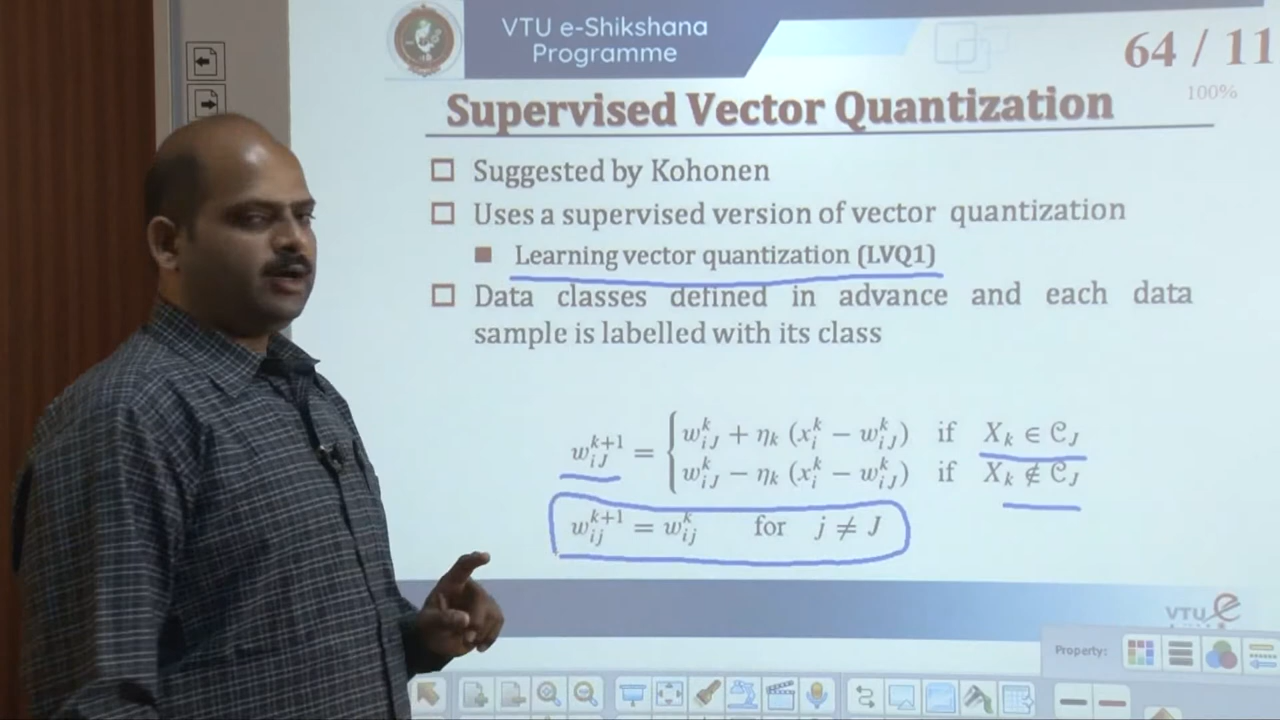 VTU e-Shikshana
Programme
64 / 11
100%
Supervised Vector Quantization
Suggested by Kohonen
Uses a supervised version of vector quantization
Learning vector quantization (LVQ1)
Data classes defined in advance and each data
sample is labelled with its class
w_{iJ}^{k+1} = { w_{iJ}^k + η_k (x_i^k − w_{iJ}^k) if X_k ∈ C_J
w_{iJ}^k − η_k (x_i^k − w_{iJ}^k) if X_k ∉ C_J
w_{ij}^{k+1} = w_{ij}^k for j ≠ J
VTU e
Property: